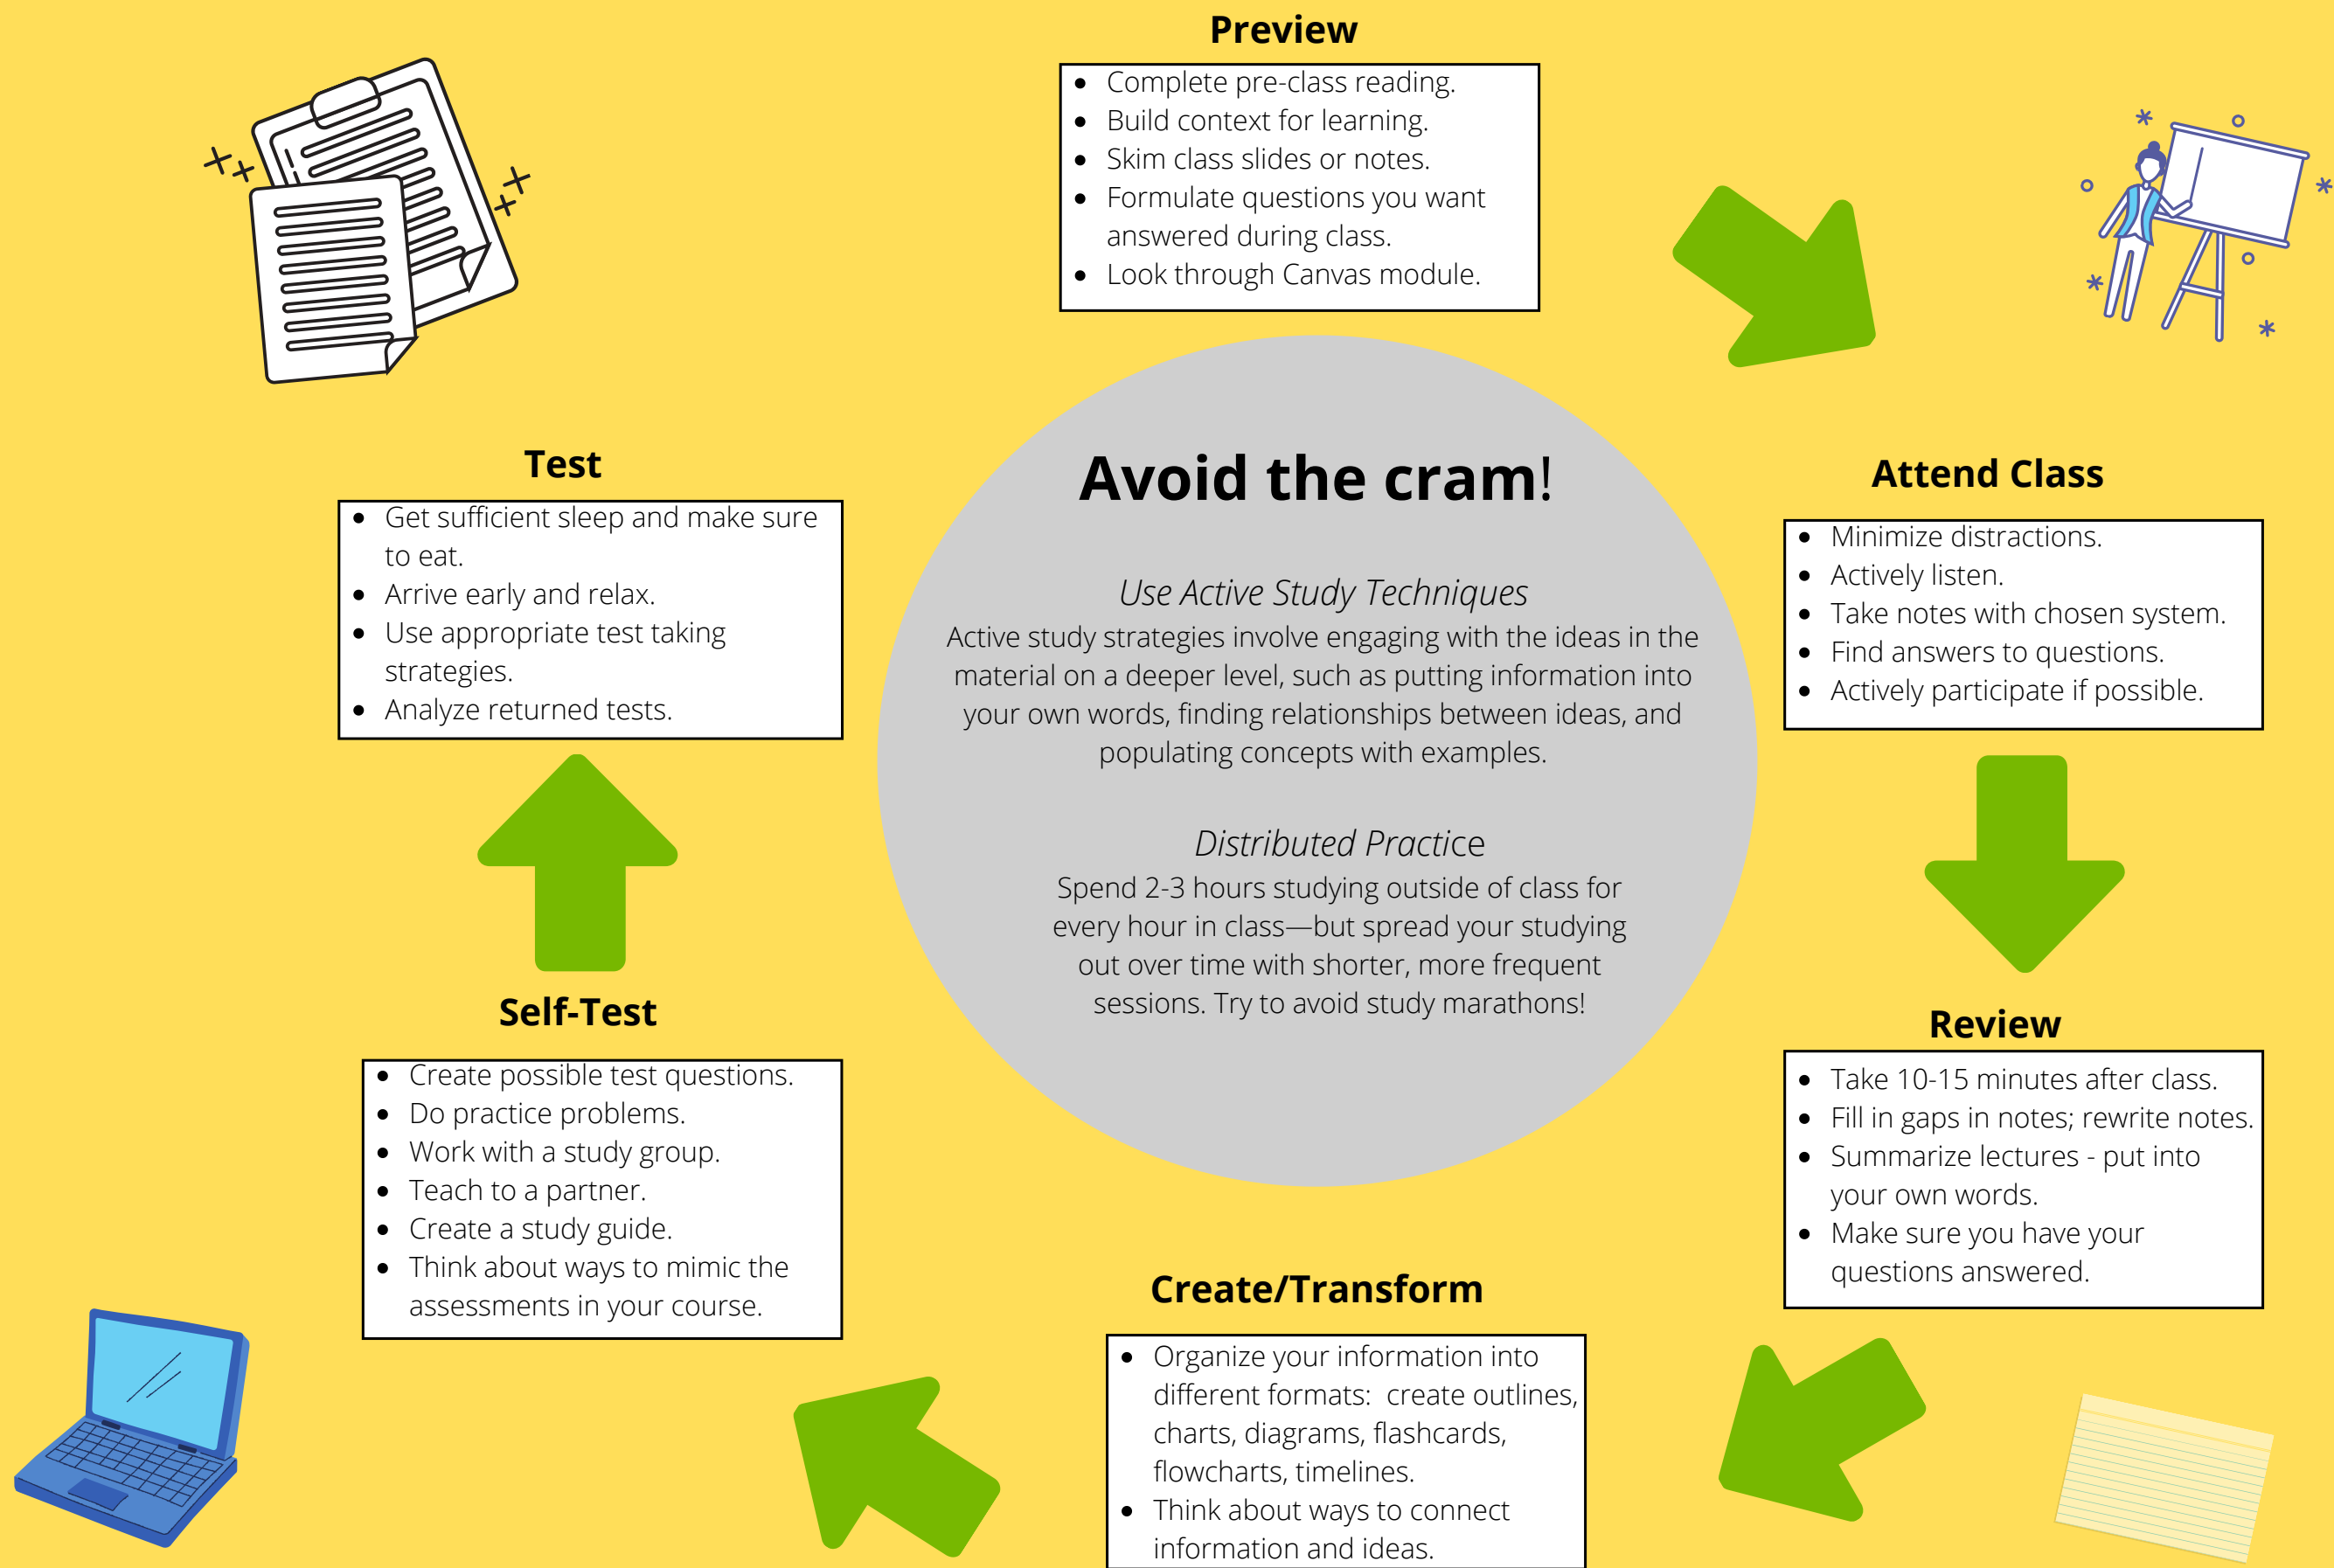 Preview
• Complete pre-class reading.
• Build context for learning.
• Skim class slides or notes.
• Formulate questions you want
answered during class.
• Look through Canvas module.
Attend Class
• Minimize distractions.
• Actively listen.
• Take notes with chosen system.
• Find answers to questions.
• Actively participate if possible.
Review
• Take 10-15 minutes after class.
• Fill in gaps in notes; rewrite notes.
• Summarize lectures - put into
your own words.
• Make sure you have your
questions answered.
Create/Transform
• Organize your information into
different formats: create outlines,
charts, diagrams, flashcards,
flowcharts, timelines.
• Think about ways to connect
information and ideas.
Self-Test
• Create possible test questions.
• Do practice problems.
• Work with a study group.
• Teach to a partner.
• Create a study guide.
• Think about ways to mimic the
assessments in your course.
Test
• Get sufficient sleep and make sure
to eat.
• Arrive early and relax.
• Use appropriate test taking
strategies.
• Analyze returned tests.
Avoid the cram!
Use Active Study Techniques
Active study strategies involve engaging with the ideas in the
material on a deeper level, such as putting information into
your own words, finding relationships between ideas, and
populating concepts with examples.
Distributed Practice
Spend 2-3 hours studying outside of class for
every hour in class—but spread your studying
out over time with shorter, more frequent
sessions. Try to avoid study marathons!